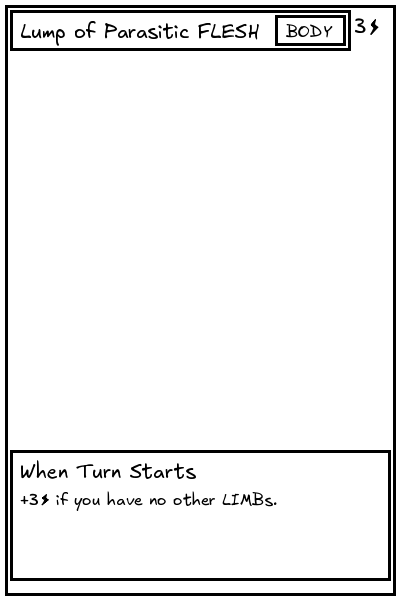 Lump of Parasitic FLESH BODY 3⚡
When Turn Starts
+3⚡ if you have no other LIMBs.